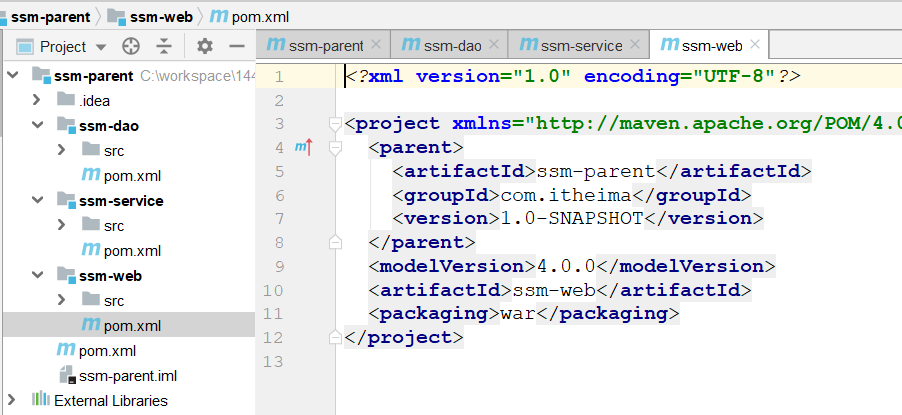 ssm-parent ssm-web pom.xml
Project
ssm-parent C:\workspace\144
.idea
ssm-dao
src
pom.xml
ssm-service
src
pom.xml
ssm-web
src
pom.xml
pom.xml
ssm-parent.iml
External Libraries
ssm-parent ssm-dao ssm-service ssm-web
1 <?xml version="1.0" encoding="UTF-8"?>
2
3 <project xmlns="http://maven.apache.org/POM/4.0
4 <parent>
5 <artifactId>ssm-parent</artifactId>
6 <groupId>com.itheima</groupId>
7 <version>1.0-SNAPSHOT</version>
8 </parent>
9 <modelVersion>4.0.0</modelVersion>
10 <artifactId>ssm-web</artifactId>
11 <packaging>war</packaging>
12 </project>
13